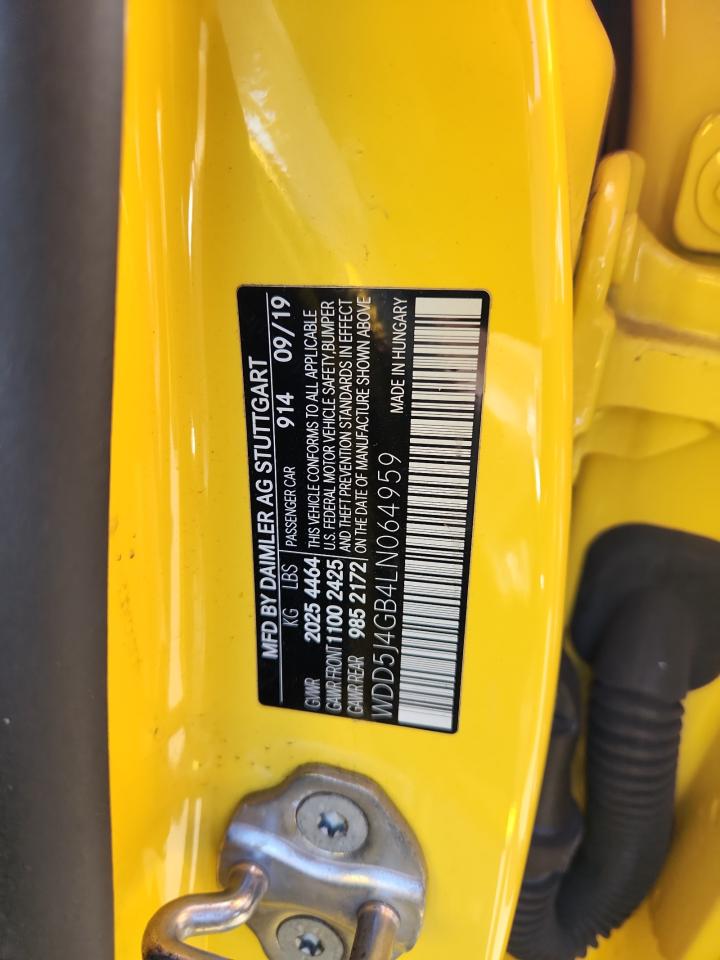 MFD BY DAIMLER AG STUTTGART
KG LBS PASSENGER CAR 914 09/19
GVWR 2025 4464
GAWR FRONT 1100 2425
GAWR REAR 985 2172
THIS VEHICLE CONFORMS TO ALL APPLICABLE
U.S. FEDERAL MOTOR VEHICLE SAFETY,BUMPER
AND THEFT PREVENTION STANDARDS IN EFFECT
ON THE DATE OF MANUFACTURE SHOWN ABOVE
WDD5J4GB4LN064959 MADE IN HUNGARY